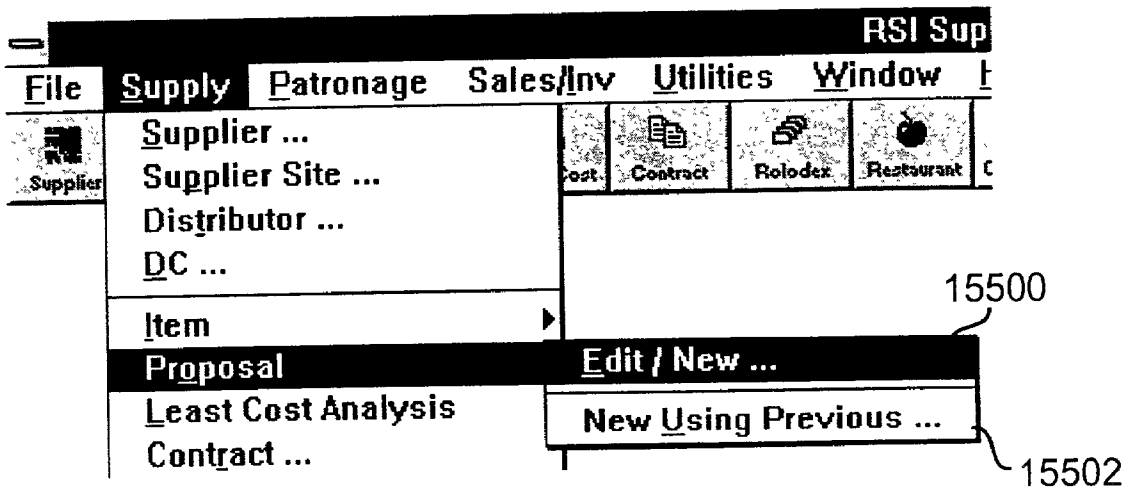 RSI Sup
File Supply Patronage Sales/Inv Utilities Window H
Supplier Cost Contract Rolodex Restaurant
Supplier ...
Supplier Site ...
Distributor ...
DC ...
15500
Item
Proposal Edit / New ...
Least Cost Analysis New Using Previous ...
Contract ...
15502